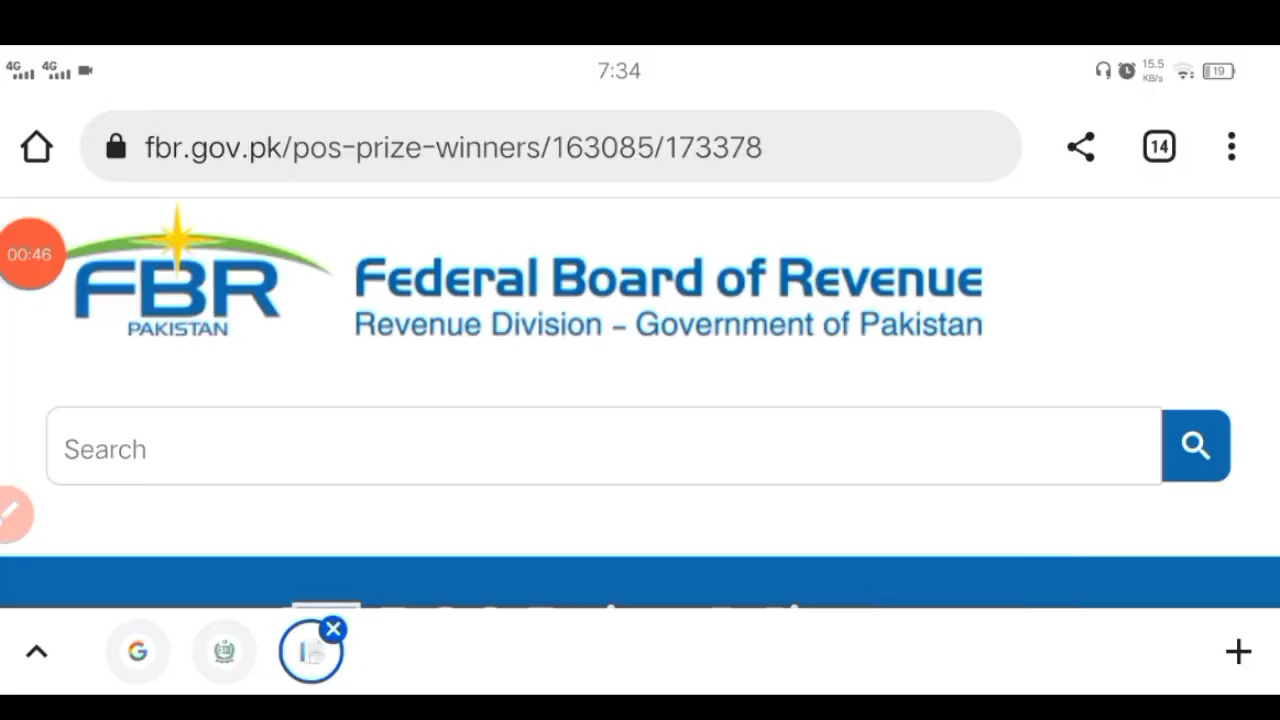 4G 4G 7:34 15.5 KB/s 19
fbr.gov.pk/pos-prize-winners/163085/173378 14
00:46
FBR
PAKISTAN
Federal Board of Revenue
Revenue Division – Government of Pakistan
Search
G